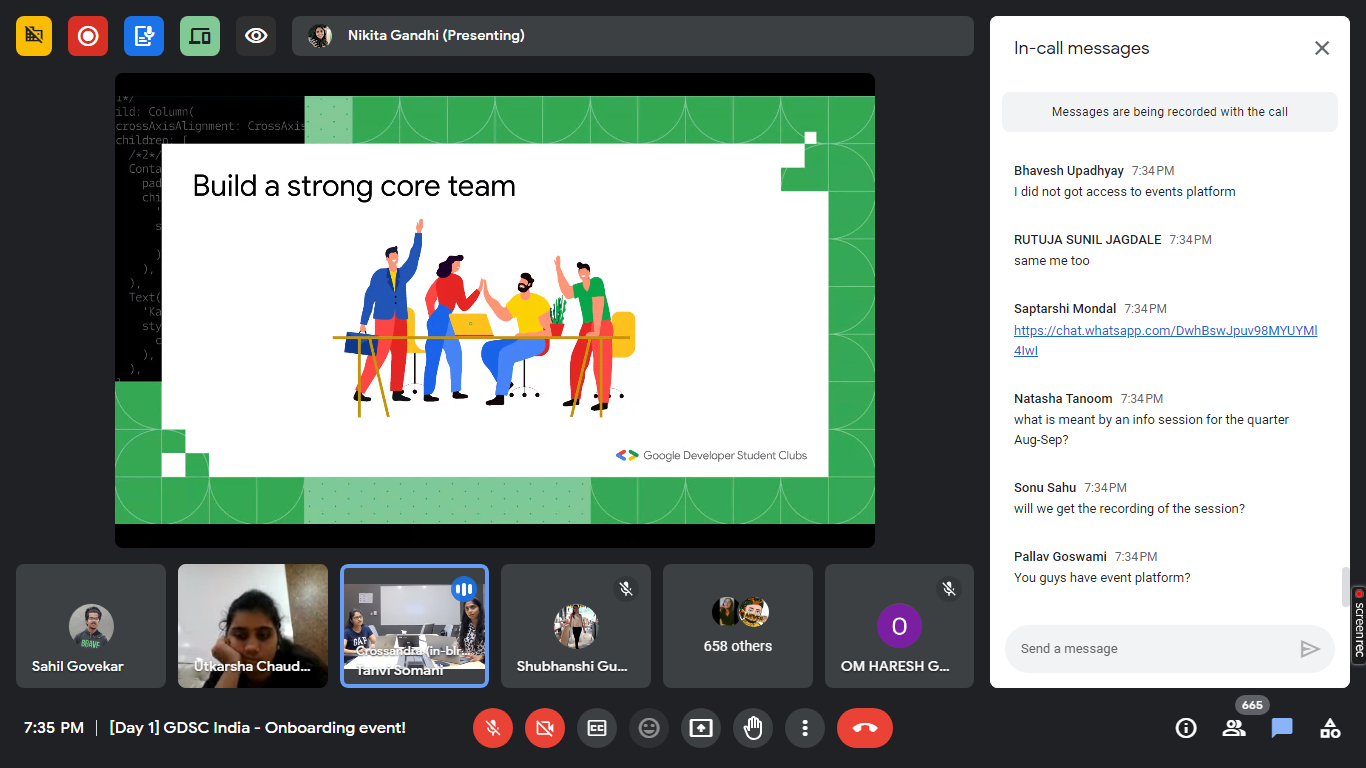 Nikita Gandhi (Presenting)
1*/
ild: Column(
crossAxisAlignment: CrossAxis
children: [
/*2*/
Conta
pad
chi
'
s
)
),
),
Text(
'Ka
sty
c
),
),
Build a strong core team
Google Developer Student Clubs
Sahil Govekar
Utkarsha Chaud...
GAP
Crossandra (in-blr...
Tanvi Somani
Shubhanshi Gu...
658 others
O
OM HARESH G...
7:35 PM | [Day 1] GDSC India - Onboarding event!
665
In-call messages
Messages are being recorded with the call
Bhavesh Upadhyay 7:34 PM
I did not got access to events platform
RUTUJA SUNIL JAGDALE 7:34 PM
same me too
Saptarshi Mondal 7:34 PM
https://chat.whatsapp.com/DwhBswJpuv98MYUYMl
4IwI
Natasha Tanoom 7:34 PM
what is meant by an info session for the quarter
Aug-Sep?
Sonu Sahu 7:34 PM
will we get the recording of the session?
Pallav Goswami 7:34 PM
You guys have event platform?
Send a message
screenrec